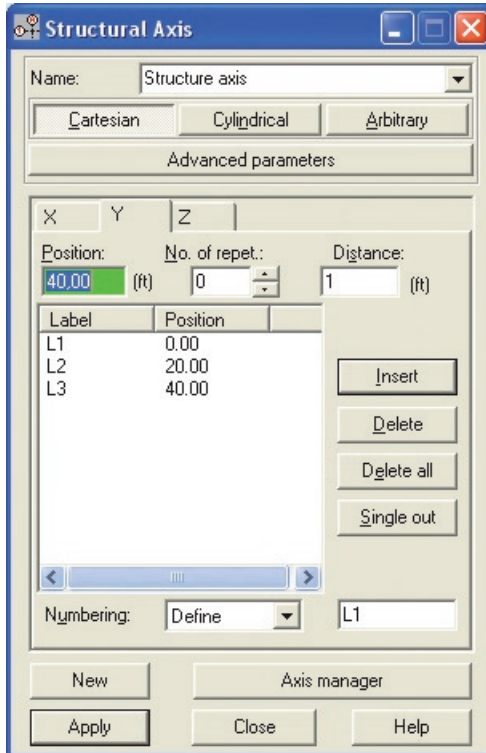 Structural Axis
Name: Structure axis
Cartesian Cylindrical Arbitrary
Advanced parameters
X Y Z
Position: No. of repet.: Distance:
40,00 (ft) 0 1 (ft)
Label Position
L1 0.00
L2 20.00
L3 40.00
Insert
Delete
Delete all
Single out
Numbering: Define L1
New Axis manager
Apply Close Help